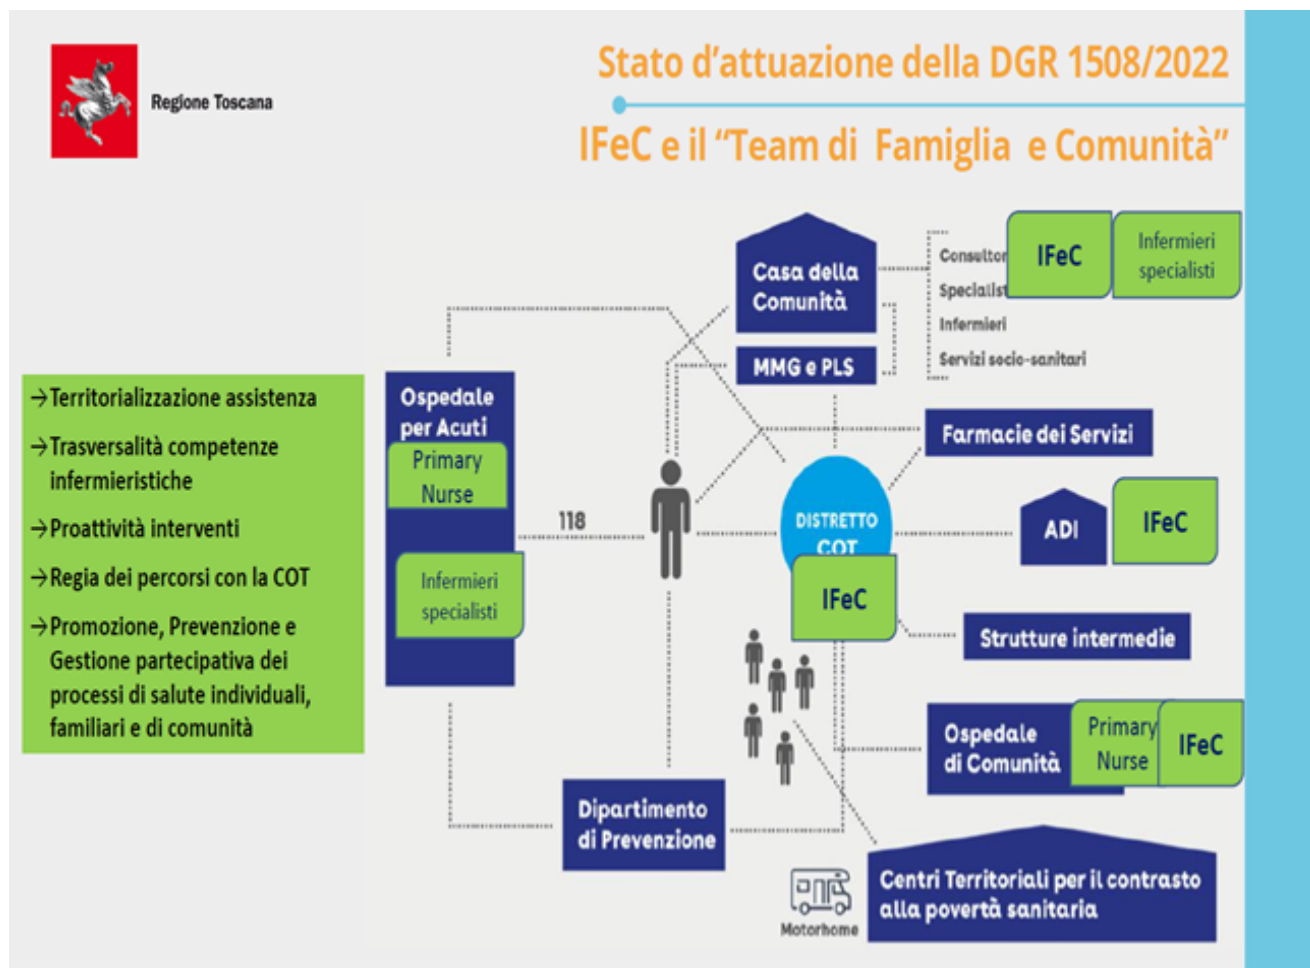 Regione Toscana
Stato d'attuazione della DGR 1508/2022
IFeC e il “Team di Famiglia e Comunità”
→Territorializzazione assistenza
→Trasversalità competenze
infermieristiche
→Proattività interventi
→Regia dei percorsi con la COT
→Promozione, Prevenzione e
Gestione partecipativa dei
processi di salute individuali,
familiari e di comunità
Ospedale
per Acuti
Primary
Nurse
Infermieri
specialisti
118
Casa della
Comunità
MMG e PLS
IFeC
Infermieri
specialisti
Infermieri
Servizi socio-sanitari
Farmacie dei Servizi
DISTRETTO
COT
IFeC
ADI
IFeC
Strutture intermedie
Ospedale
di Comunità
Primary
Nurse
IFeC
Dipartimento
di Prevenzione
Motorhome
Centri Territoriali per il contrasto
alla povertà sanitaria